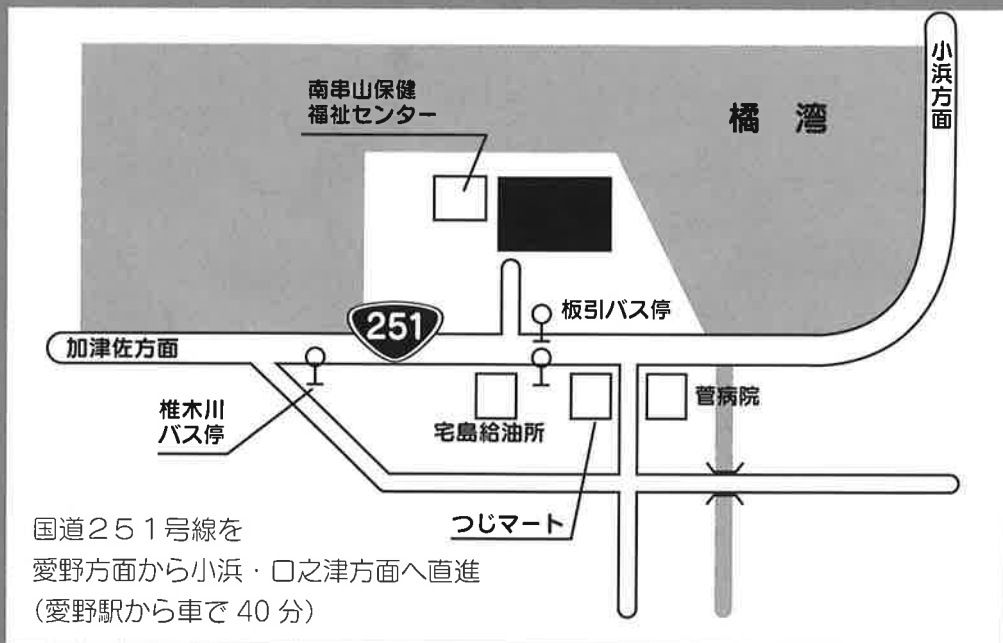 小浜方面
南串山保健
福祉センター
橘 湾
板引バス停
251
加津佐方面
椎木川
バス停
宅島給油所
菅病院
つじマート
国道251号線を
愛野方面から小浜・口之津方面へ直進
(愛野駅から車で40分)